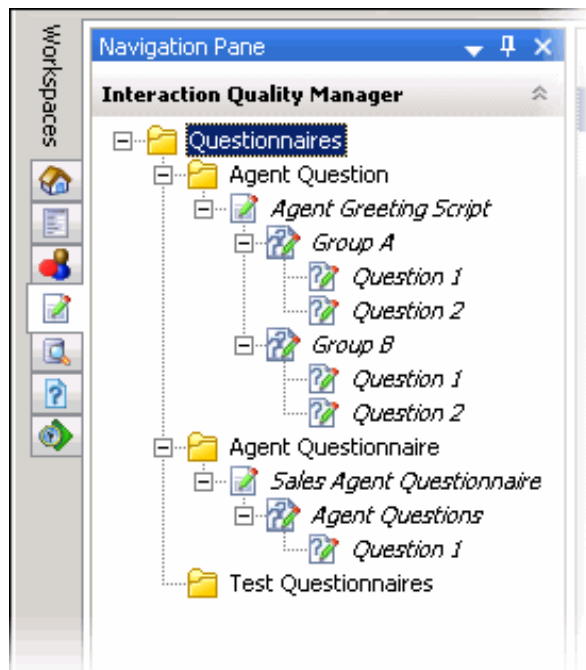 Workspaces
Navigation Pane
Interaction Quality Manager
Questionnaires
Agent Question
Agent Greeting Script
Group A
Question 1
Question 2
Group B
Question 1
Question 2
Agent Questionnaire
Sales Agent Questionnaire
Agent Questions
Question 1
Test Questionnaires